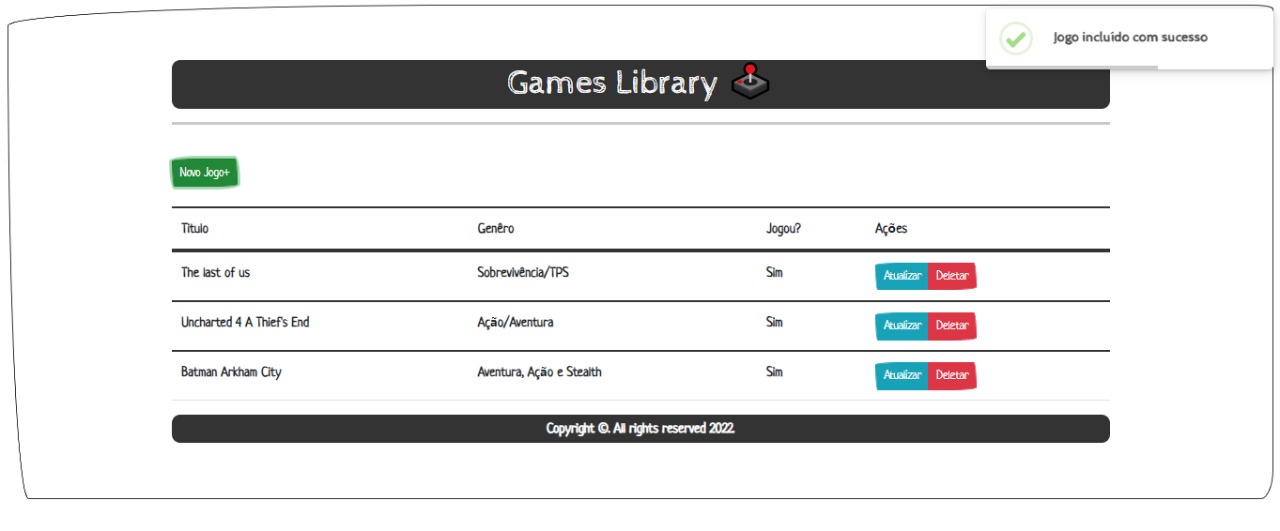 Jogo incluído com sucesso
Games Library
Novo Jogo+
Título Genêro Jogou? Ações
The last of us Sobrevivência/TPS Sim Atualizar Deletar
Uncharted 4 A Thief's End Ação/Aventura Sim Atualizar Deletar
Batman Arkham City Aventura, Ação e Stealth Sim Atualizar Deletar
Copyright ©. All rights reserved 2022.